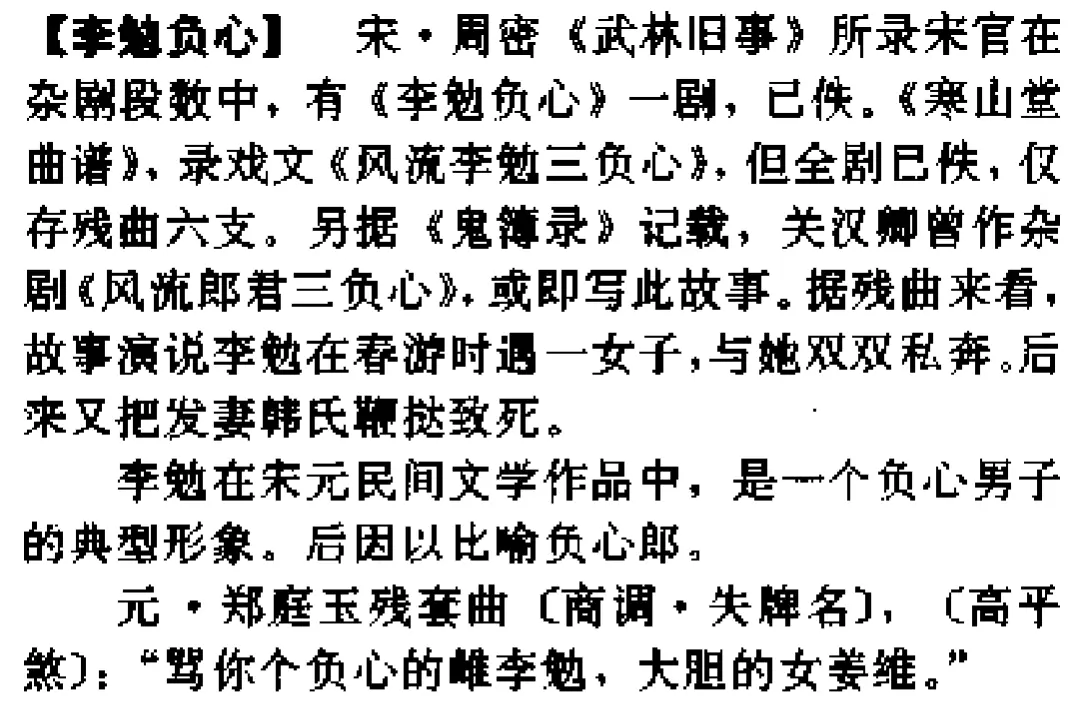 【李勉负心】 宋·周密《武林旧事》所录宋官在
杂剧段数中，有《李勉负心》一剧，已佚。《寒山堂
曲谱》，录戏文《风流李勉三负心》，但全剧已佚，仅
存残曲六支。另据《鬼簿录》记载，关汉卿曾作杂
剧《风流郎君三负心》，或即写此故事。据残曲来看，
故事演说李勉在春游时遇一女子，与她双双私奔。后
来又把发妻韩氏鞭挞致死。
李勉在宋元民间文学作品中，是一个负心男子
的典型形象。后因以比喻负心郎。
元·郑庭玉残套曲〔商调·失牌名〕，〔高平
煞〕：“骂你个负心的雌李勉，大胆的女姜维。”